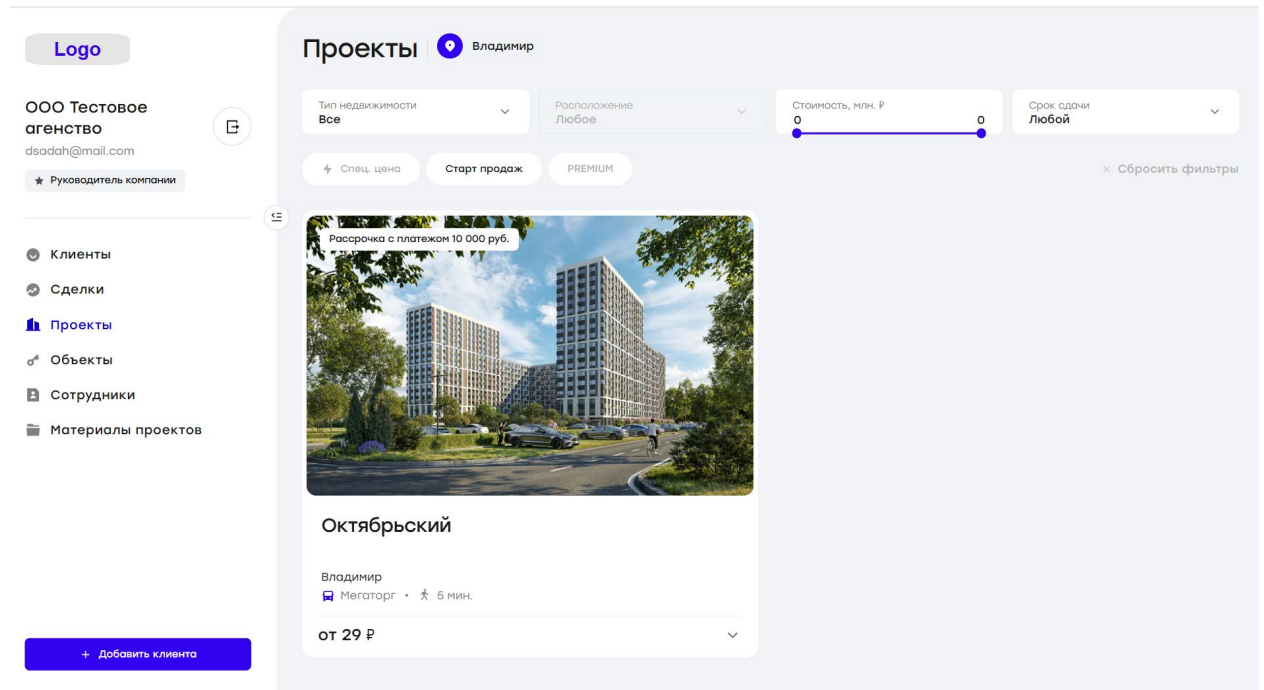 Logo
ООО Тестовое
агенство
dsadah@mail.com
Руководитель компании
Клиенты
Сделки
Проекты
Объекты
Сотрудники
Материалы проектов
+ Добавить клиента
Проекты
Владимир
Тип недвижимости
Все
Расположение
Любое
Стоимость, млн. ₽
0 0
Срок сдачи
Любой
Спец. цена
Старт продаж
PREMIUM
× Сбросить фильтры
Рассрочка с платежом 10 000 руб.
Октябрьский
Владимир
Мегаторг • 5 мин.
от 29 ₽